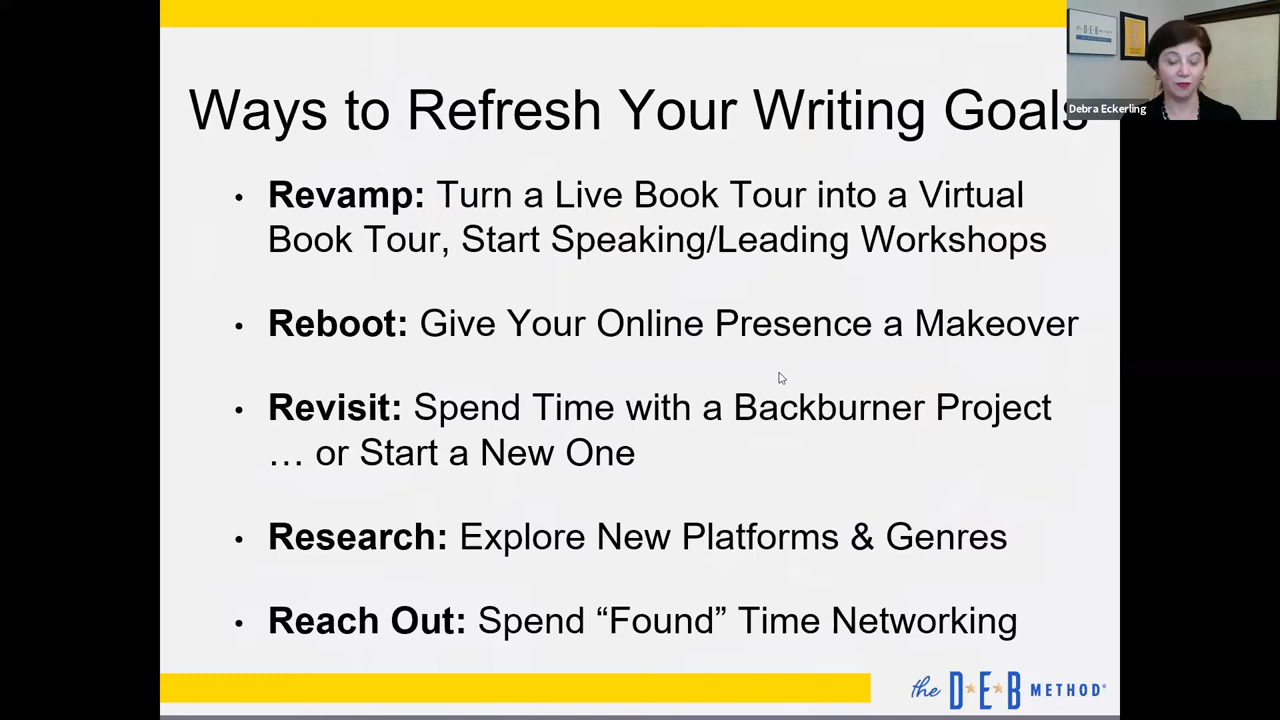 Ways to Refresh Your Writing Goals
Debra Eckerling
• Revamp: Turn a Live Book Tour into a Virtual
Book Tour, Start Speaking/Leading Workshops
• Reboot: Give Your Online Presence a Makeover
• Revisit: Spend Time with a Backburner Project
… or Start a New One
• Research: Explore New Platforms & Genres
• Reach Out: Spend “Found” Time Networking
the D★E★B METHOD®